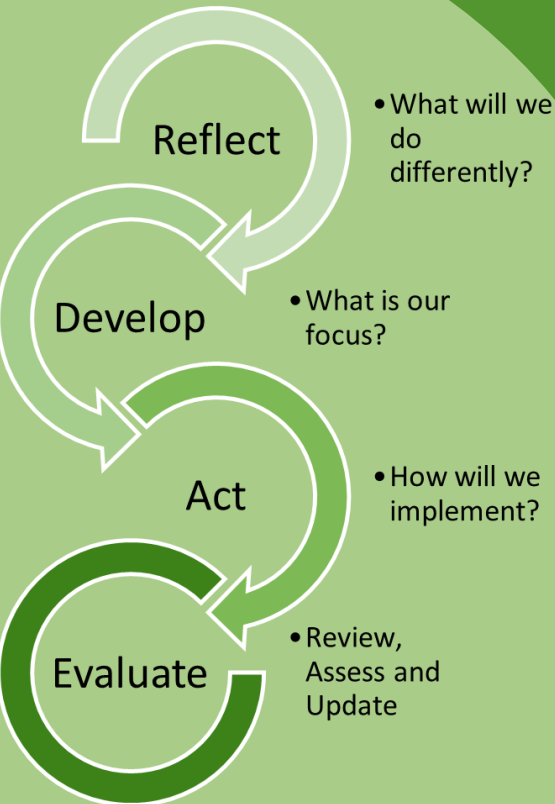 Reflect
•What will we
do
differently?
Develop
•What is our
focus?
Act
•How will we
implement?
Evaluate
•Review,
Assess and
Update